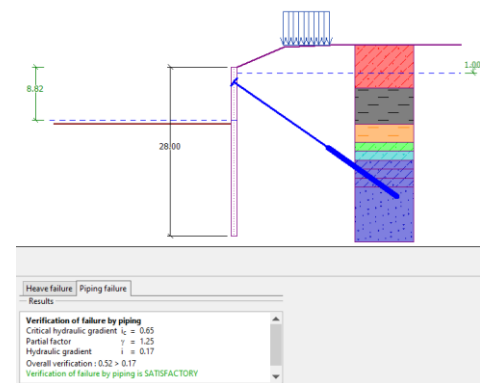 1.00
8.82
28.00
Heave failure Piping failure
Results
Verification of failure by piping
Critical hydraulic gradient i_c = 0.65
Partial factor γ = 1.25
Hydraulic gradient i = 0.17
Overall verification : 0.52 > 0.17
Verification of failure by piping is SATISFACTORY